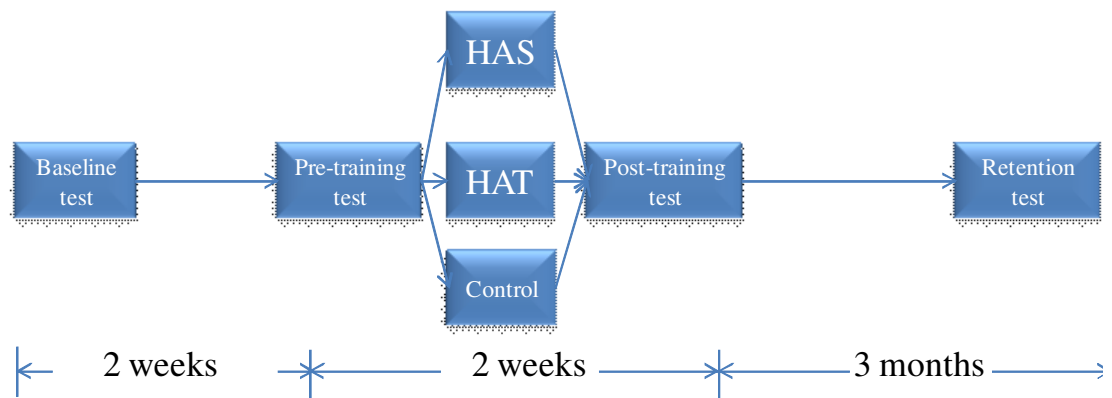 HAS
Baseline
test
Pre-training
test
HAT
Post-training
test
Retention
test
Control
2 weeks
2 weeks
3 months